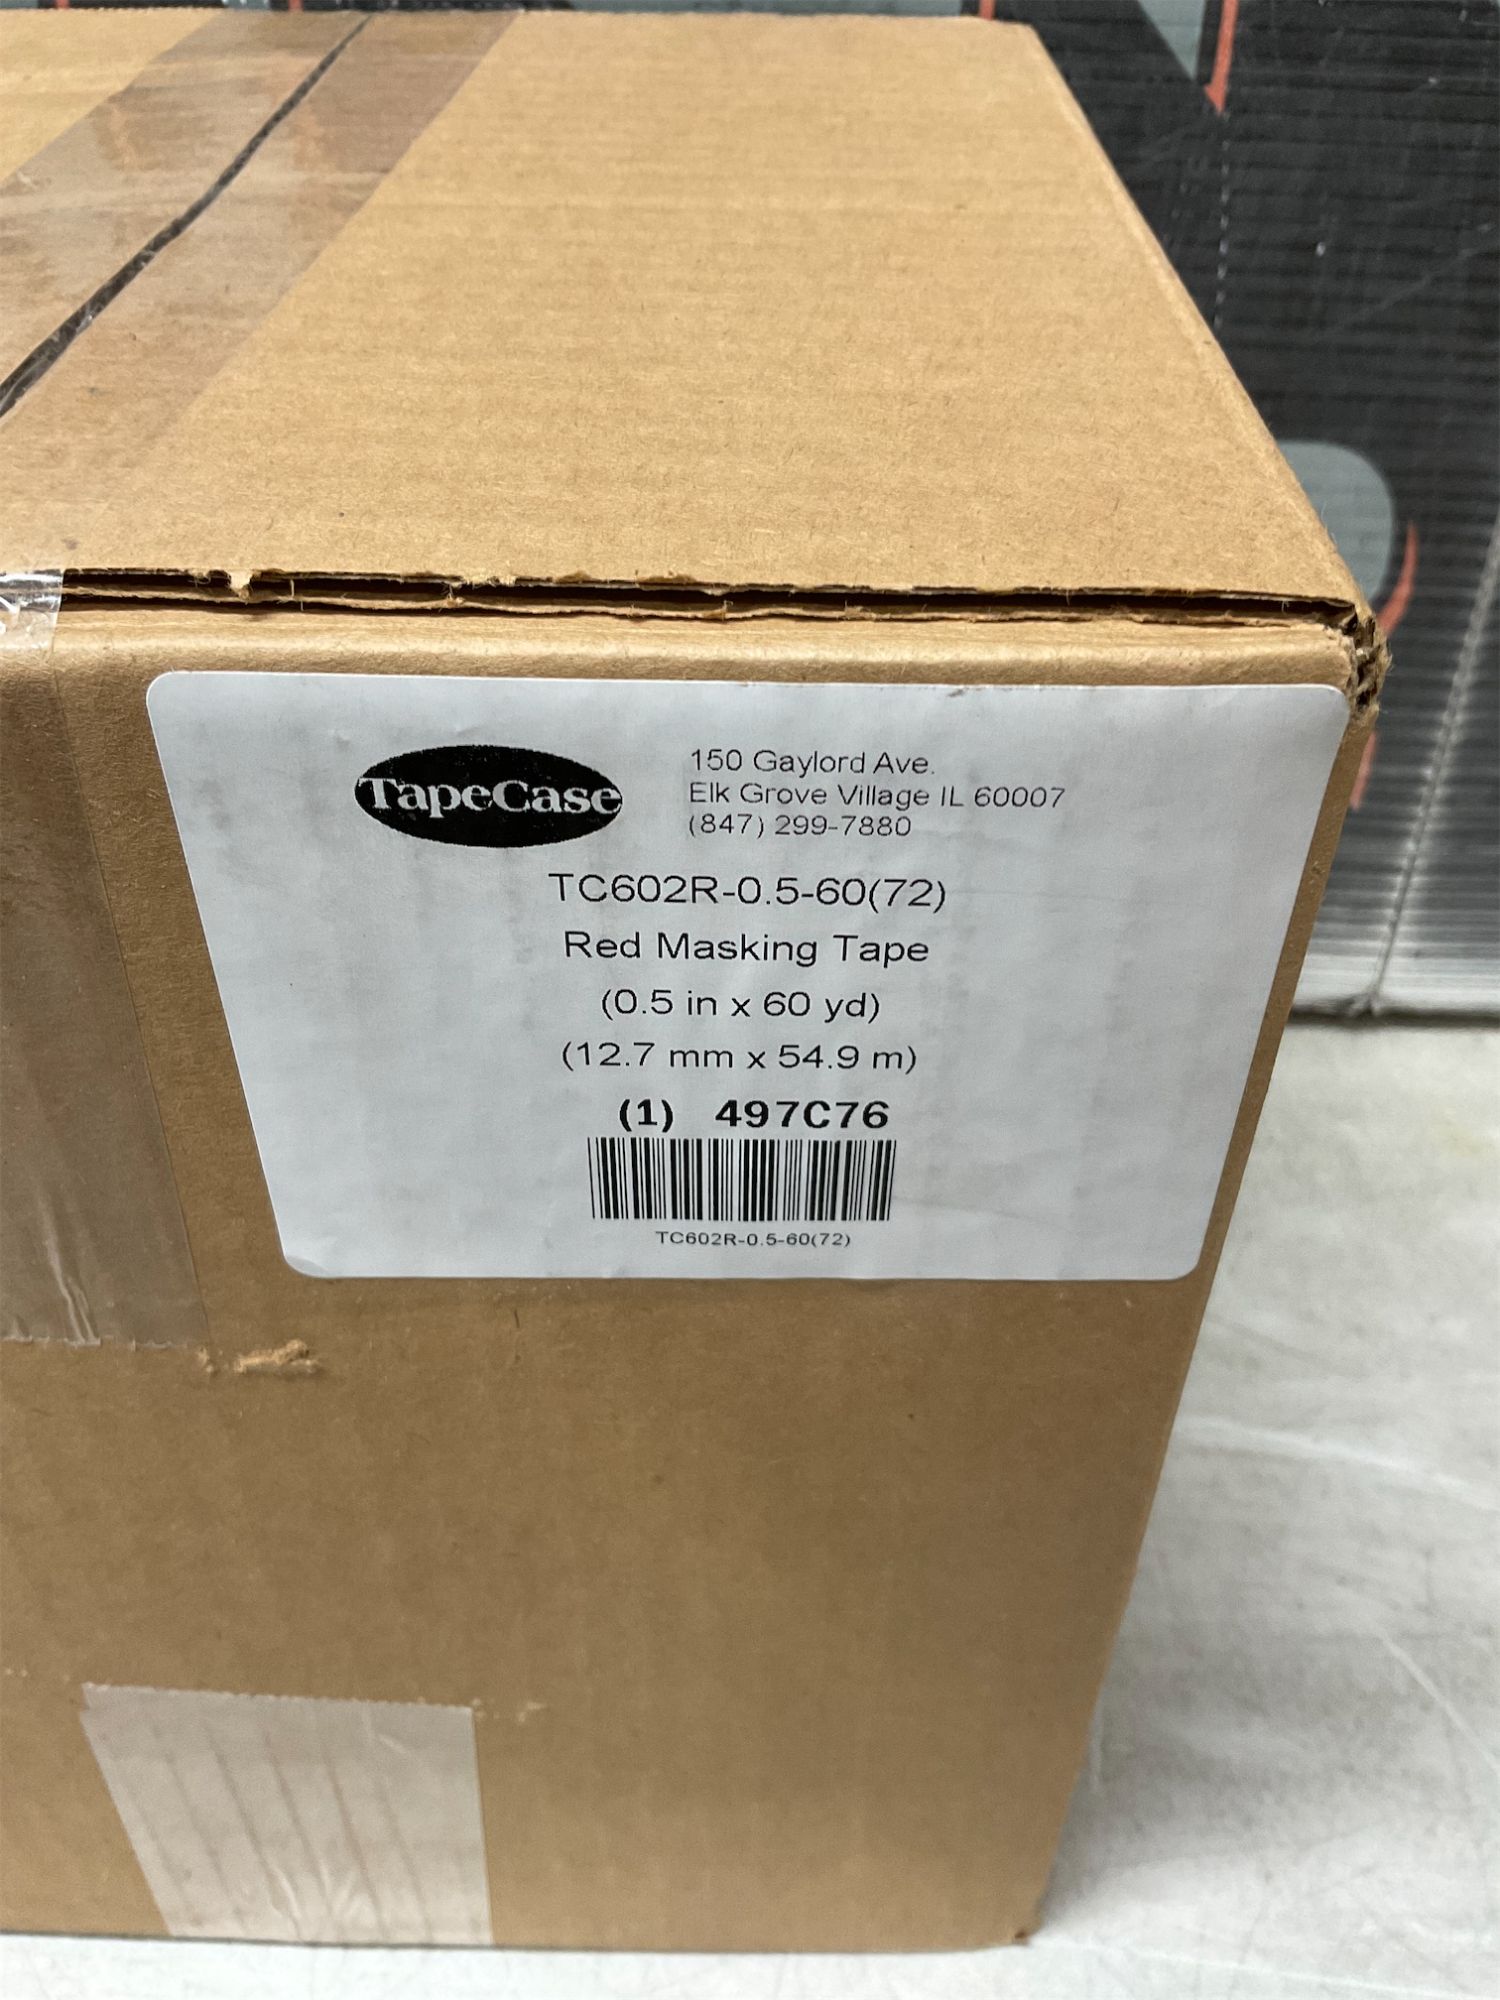 TapeCase
150 Gaylord Ave.
Elk Grove Village IL 60007
(847) 299-7880
TC602R-0.5-60(72)
Red Masking Tape
(0.5 in x 60 yd)
(12.7 mm x 54.9 m)
(1) 497C76
TC602R-0.5-60(72)